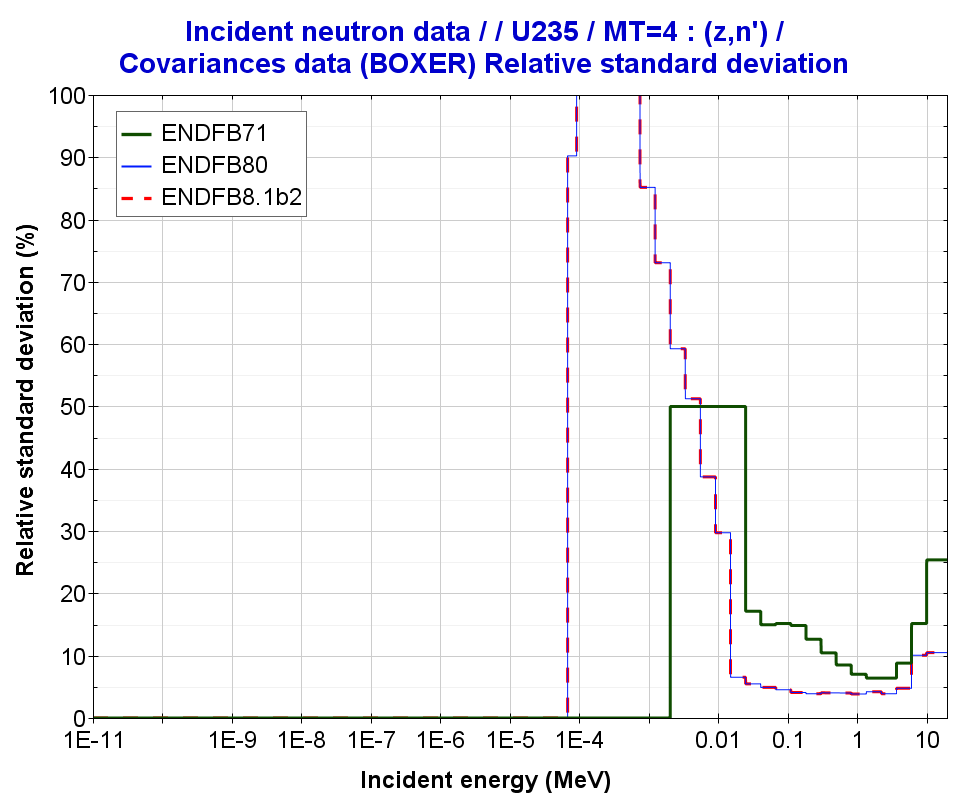 Incident neutron data / / U235 / MT=4 : (z,n') /
Covariances data (BOXER) Relative standard deviation
ENDFB71
ENDFB80
ENDFB8.1b2
Relative standard deviation (%)
100
90
80
70
60
50
40
30
20
10
0
1E-11 1E-9 1E-8 1E-7 1E-6 1E-5 1E-4 0.01 0.1 1 10
Incident energy (MeV)